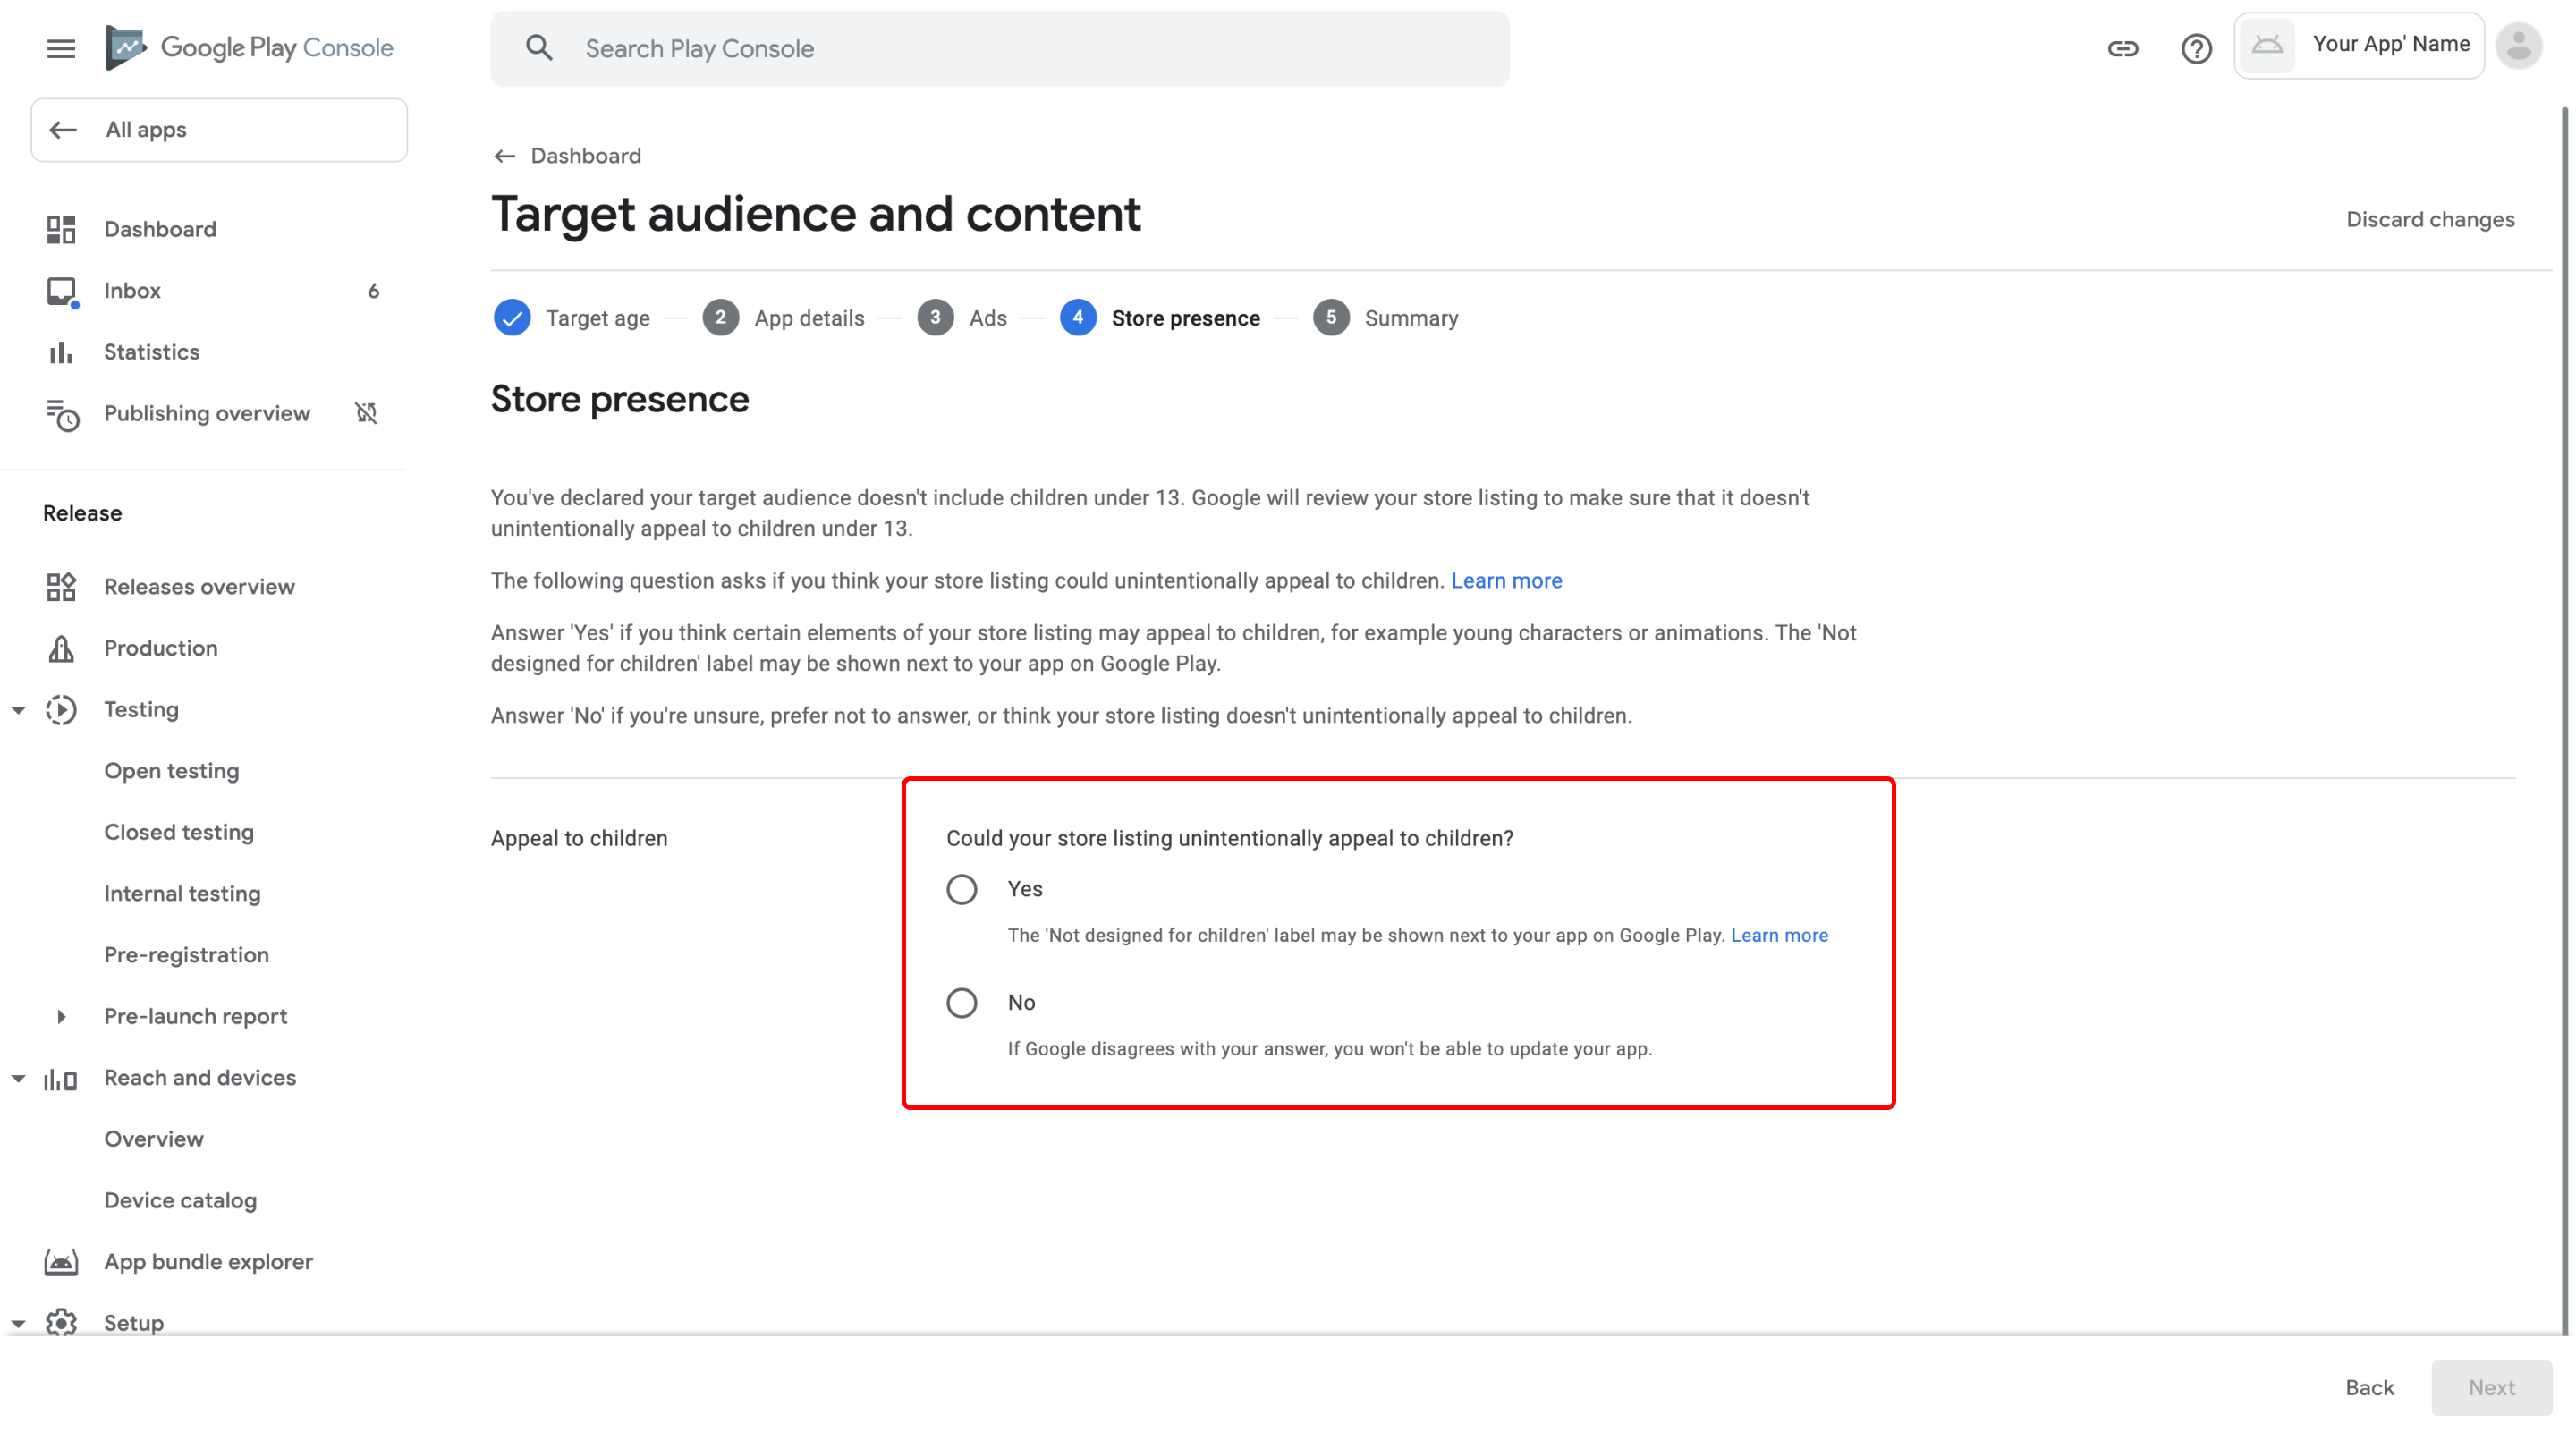 Google Play Console
Search Play Console
Your App' Name
All apps
Dashboard
Inbox 6
Statistics
Publishing overview
Release
Releases overview
Production
Testing
Open testing
Closed testing
Internal testing
Pre-registration
Pre-launch report
Reach and devices
Overview
Device catalog
App bundle explorer
Setup
Dashboard
Target audience and content
Discard changes
Target age 2 App details 3 Ads 4 Store presence 5 Summary
Store presence
You've declared your target audience doesn't include children under 13. Google will review your store listing to make sure that it doesn't
unintentionally appeal to children under 13.
The following question asks if you think your store listing could unintentionally appeal to children. Learn more
Answer 'Yes' if you think certain elements of your store listing may appeal to children, for example young characters or animations. The 'Not
designed for children' label may be shown next to your app on Google Play.
Answer 'No' if you're unsure, prefer not to answer, or think your store listing doesn't unintentionally appeal to children.
Appeal to children
Could your store listing unintentionally appeal to children?
Yes
The 'Not designed for children' label may be shown next to your app on Google Play. Learn more
No
If Google disagrees with your answer, you won't be able to update your app.
Back
Next